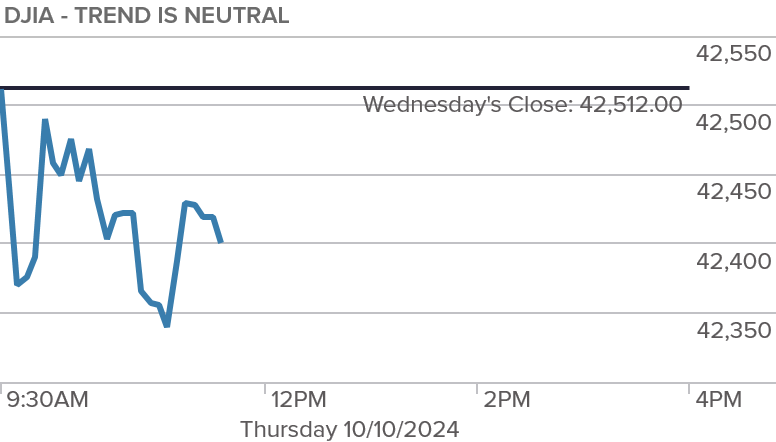 DJIA - TREND IS NEUTRAL
42,550
Wednesday's Close: 42,512.00
42,500
42,450
42,400
42,350
9:30AM 12PM 2PM 4PM
Thursday 10/10/2024